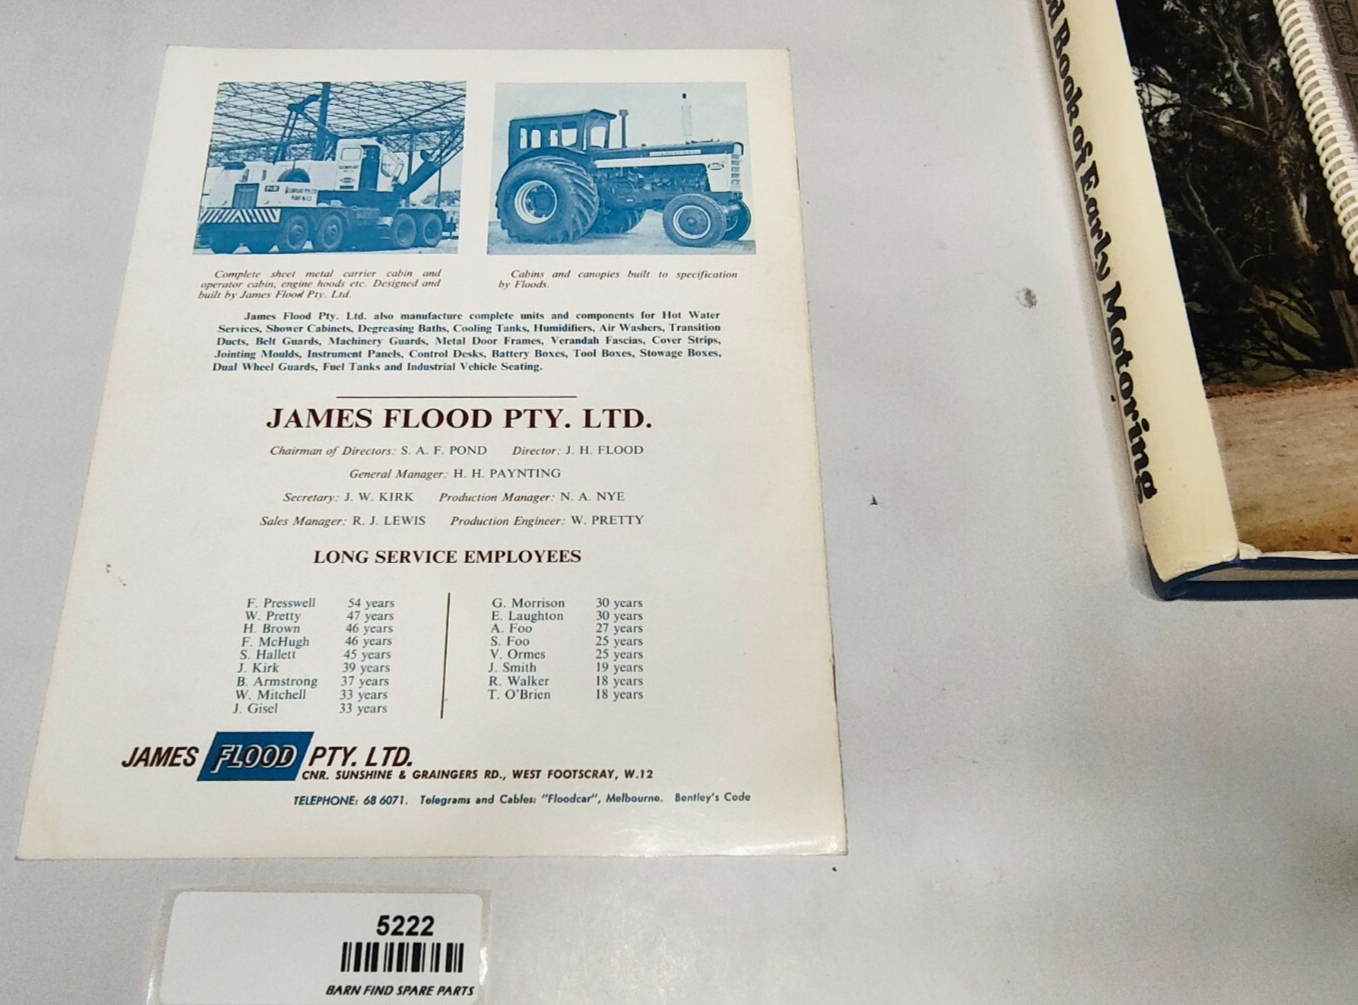 Complete sheet metal carrier cabin and
operator cabin, engine hoods etc. Designed and
built by James Flood Pty. Ltd.
Cabins and canopies built to specification
by Floods.
James Flood Pty. Ltd. also manufacture complete units and components for Hot Water
Services, Shower Cabinets, Degreasing Baths, Cooling Tanks, Humidifiers, Air Washers, Transition
Ducts, Belt Guards, Machinery Guards, Metal Door Frames, Verandah Fascias, Cover Strips,
Jointing Moulds, Instrument Panels, Control Desks, Battery Boxes, Tool Boxes, Stowage Boxes,
Dual Wheel Guards, Fuel Tanks and Industrial Vehicle Seating.
JAMES FLOOD PTY. LTD.
Chairman of Directors: S. A. F. POND Director: J. H. FLOOD
General Manager: H. H. PAYNTING
Secretary: J. W. KIRK Production Manager: N. A. NYE
Sales Manager: R. J. LEWIS Production Engineer: W. PRETTY
LONG SERVICE EMPLOYEES
F. Presswell 54 years
W. Pretty 47 years
H. Brown 46 years
F. McHugh 46 years
S. Hallett 45 years
J. Kirk 39 years
B. Armstrong 37 years
W. Mitchell 33 years
J. Gisel 33 years
G. Morrison 30 years
E. Laughton 30 years
A. Foo 27 years
S. Foo 25 years
V. Ormes 25 years
J. Smith 19 years
R. Walker 18 years
T. O'Brien 18 years
JAMES FLOOD PTY. LTD.
CNR. SUNSHINE & GRAINGERS RD., WEST FOOTSCRAY, W.12
TELEPHONE: 68 6071. Telegrams and Cables: "Floodcar", Melbourne. Bentley's Code
5222
BARN FIND SPARE PARTS
Book of Early Motoring